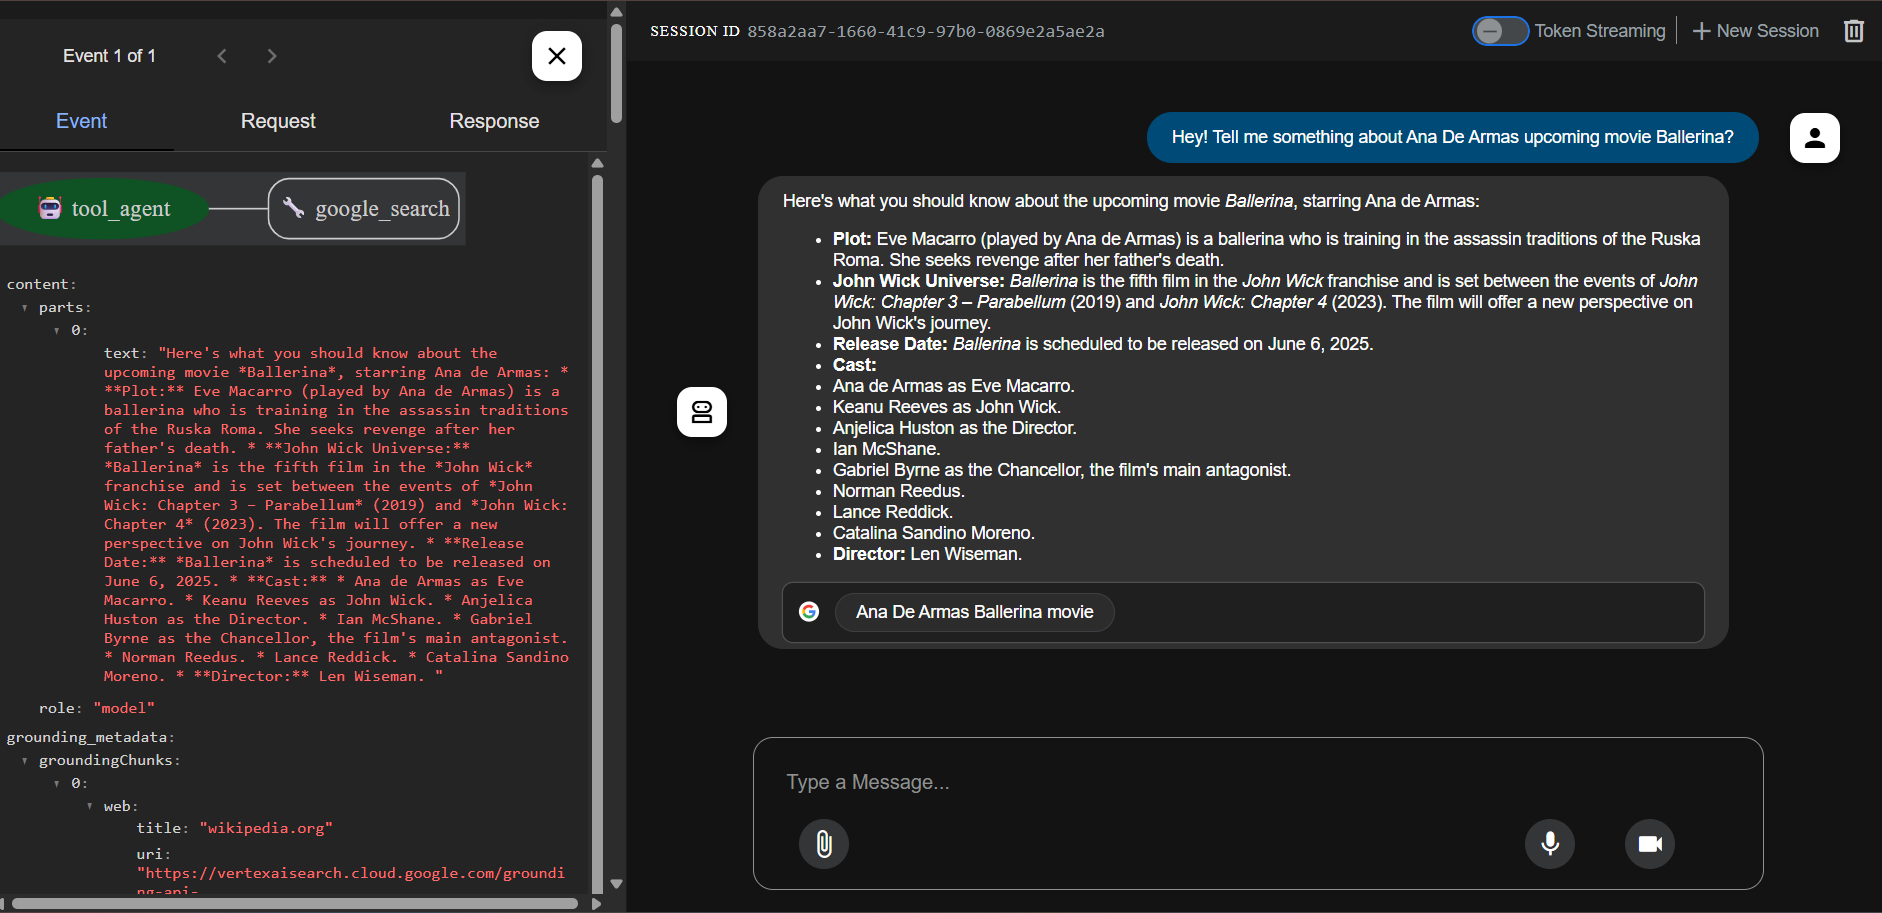 Event 1 of 1
Event Request Response
tool_agent google_search
content:
parts:
0:
text: "Here's what you should know about the
upcoming movie *Ballerina*, starring Ana de Armas: *
**Plot:** Eve Macarro (played by Ana de Armas) is a
ballerina who is training in the assassin traditions
of the Ruska Roma. She seeks revenge after her
father's death. * **John Wick Universe:**
*Ballerina* is the fifth film in the *John Wick*
franchise and is set between the events of *John
Wick: Chapter 3 – Parabellum* (2019) and *John Wick:
Chapter 4* (2023). The film will offer a new
perspective on John Wick's journey. * **Release
Date:** *Ballerina* is scheduled to be released on
June 6, 2025. * **Cast:** * Ana de Armas as Eve
Macarro. * Keanu Reeves as John Wick. * Anjelica
Huston as the Director. * Ian McShane. * Gabriel
Byrne as the Chancellor, the film's main antagonist.
* Norman Reedus. * Lance Reddick. * Catalina Sandino
Moreno. * **Director:** Len Wiseman. "
role: "model"
grounding_metadata:
groundingChunks:
0:
web:
title: "wikipedia.org"
uri:
"https://vertexaisearch.cloud.google.com/groundi
ng-api-
SESSION ID 858a2aa7-1660-41c9-97b0-0869e2a5ae2a
Token Streaming
New Session
Hey! Tell me something about Ana De Armas upcoming movie Ballerina?
Here's what you should know about the upcoming movie Ballerina, starring Ana de Armas:
• Plot: Eve Macarro (played by Ana de Armas) is a ballerina who is training in the assassin traditions of the Ruska
Roma. She seeks revenge after her father's death.
• John Wick Universe: Ballerina is the fifth film in the John Wick franchise and is set between the events of John
Wick: Chapter 3 – Parabellum (2019) and John Wick: Chapter 4 (2023). The film will offer a new perspective on
John Wick's journey.
• Release Date: Ballerina is scheduled to be released on June 6, 2025.
• Cast:
• Ana de Armas as Eve Macarro.
• Keanu Reeves as John Wick.
• Anjelica Huston as the Director.
• Ian McShane.
• Gabriel Byrne as the Chancellor, the film's main antagonist.
• Norman Reedus.
• Lance Reddick.
• Catalina Sandino Moreno.
• Director: Len Wiseman.
Ana De Armas Ballerina movie
Type a Message...